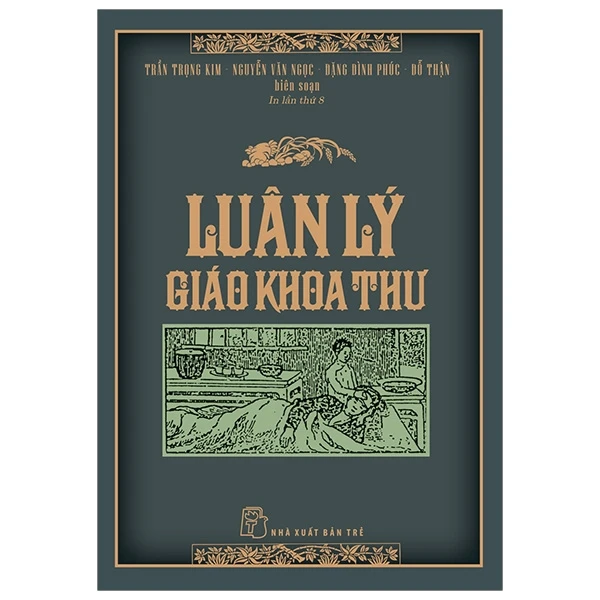 TRẦN TRỌNG KIM - NGUYỄN VĂN NGỌC - ĐẶNG ĐÌNH PHÚC - ĐỖ THẬN
biên soạn
In lần thứ 8
LUÂN LÝ
GIÁO KHOA THƯ
NHÀ XUẤT BẢN TRẺ